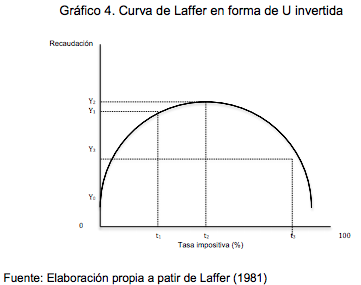 Gráfico 4. Curva de Laffer en forma de U invertida
Recaudación
Y₂
Y₁
Y₃
Y₀
0
t₁
t₂
t₃
100
Tasa impositiva (%)
Fuente: Elaboración propia a patir de Laffer (1981)